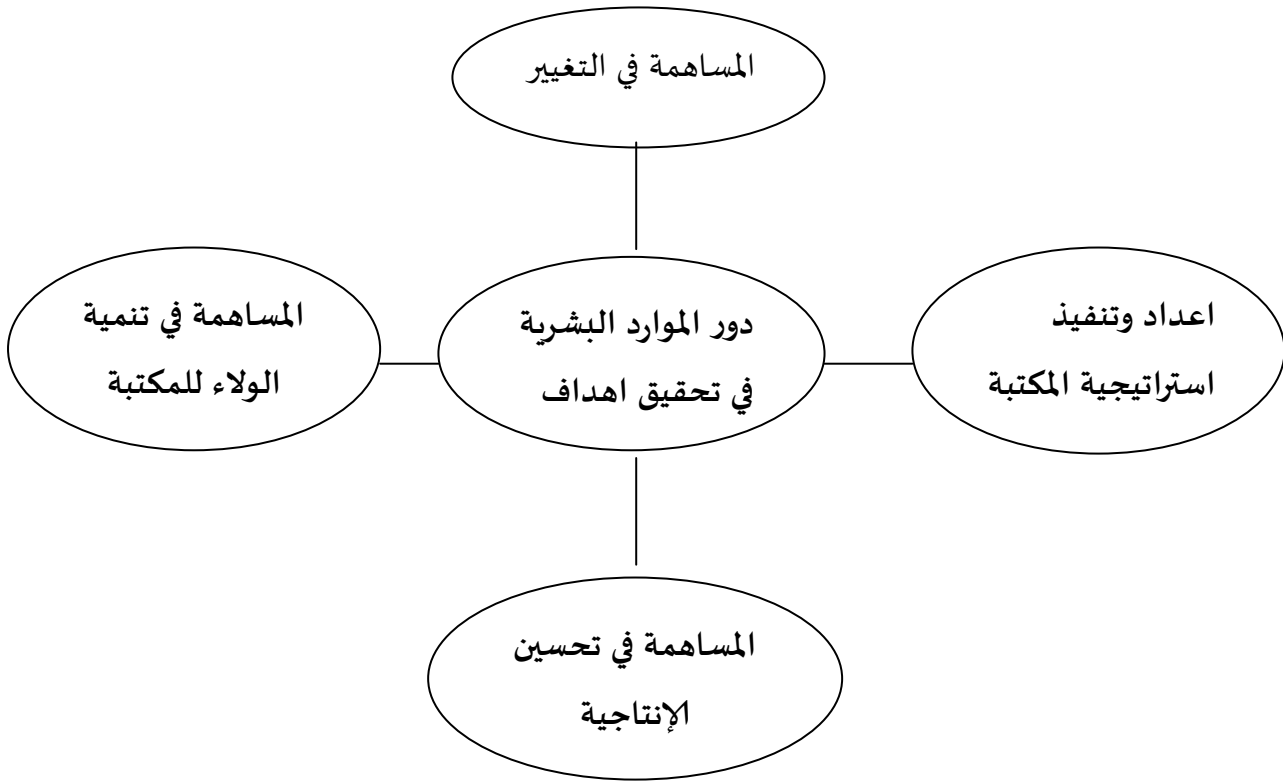 المساهمة في التغيير
اعداد وتنفيذ
استراتيجية المكتبة
دور الموارد البشرية
في تحقيق اهداف
المساهمة في تنمية
الولاء للمكتبة
المساهمة في تحسين
الإنتاجية